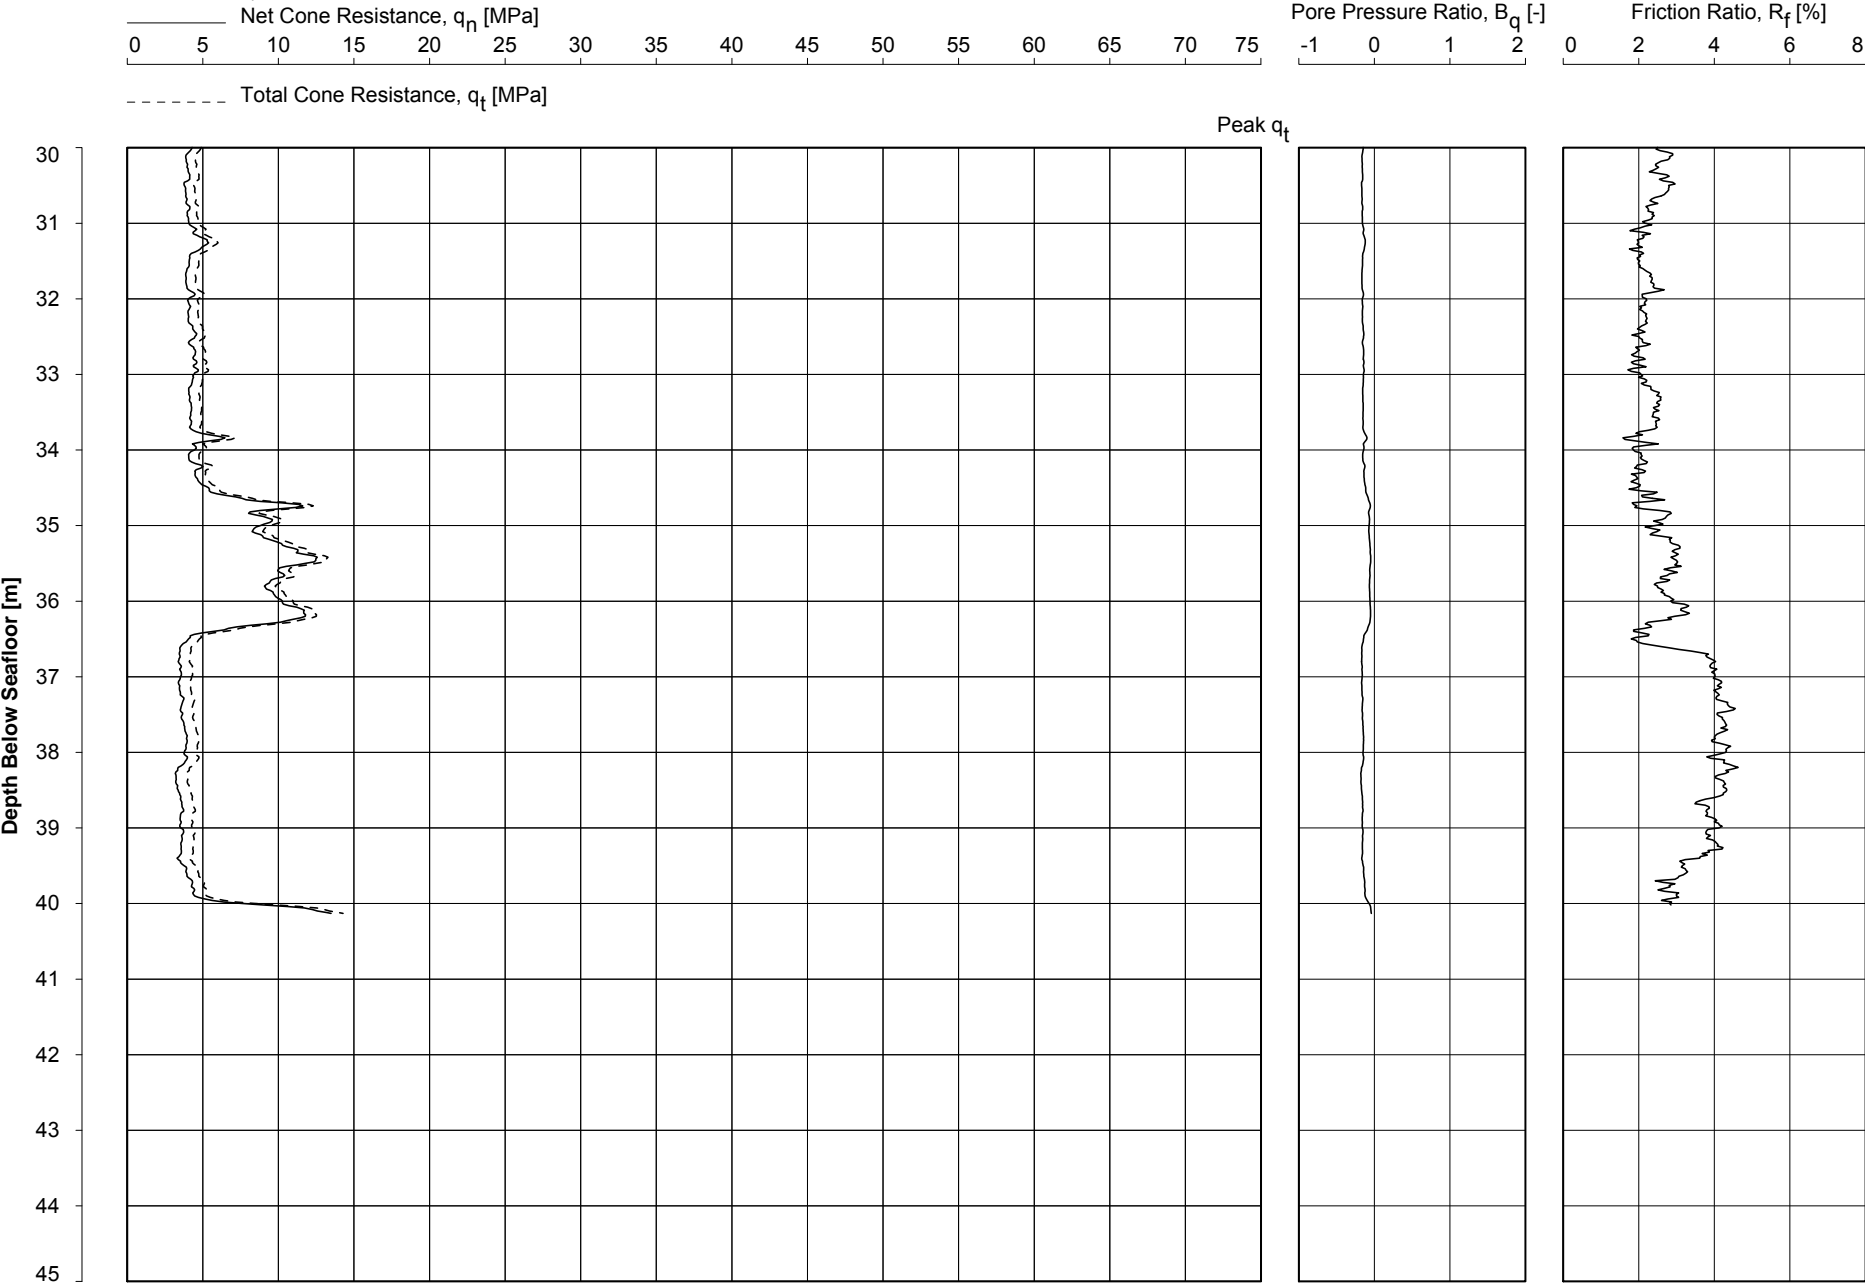 Net Cone Resistance, qn [MPa]
0 5 10 15 20 25 30 35 40 45 50 55 60 65 70 75
Total Cone Resistance, qt [MPa]
Pore Pressure Ratio, Bq [-]
-1 0 1 2
Friction Ratio, Rf [%]
0 2 4 6 8
Peak qt
Depth Below Seafloor [m]
30
31
32
33
34
35
36
37
38
39
40
41
42
43
44
45